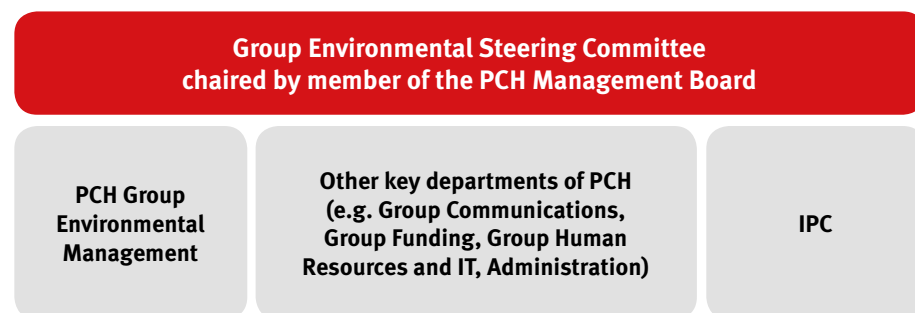 Group Environmental Steering Committee
chaired by member of the PCH Management Board
PCH Group
Environmental
Management
Other key departments of PCH
(e.g. Group Communications,
Group Funding, Group Human
Resources and IT, Administration)
IPC